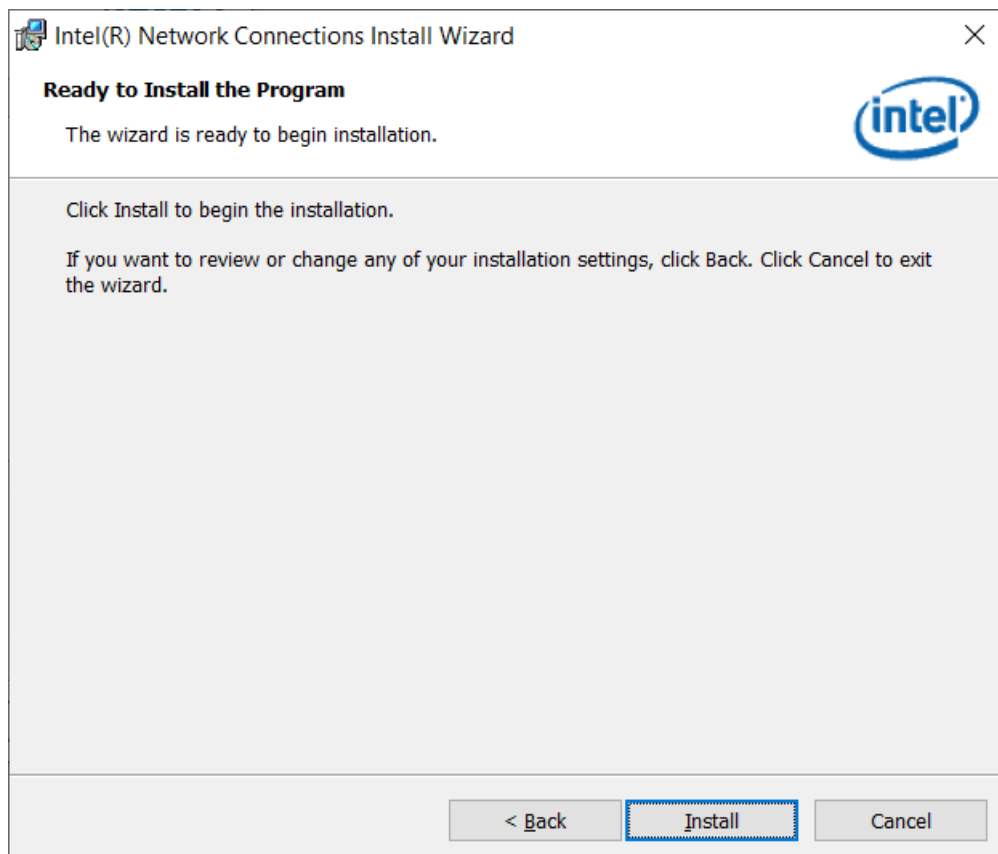 Intel(R) Network Connections Install Wizard
Ready to Install the Program
The wizard is ready to begin installation.
intel
Click Install to begin the installation.
If you want to review or change any of your installation settings, click Back. Click Cancel to exit
the wizard.
< Back
Install
Cancel